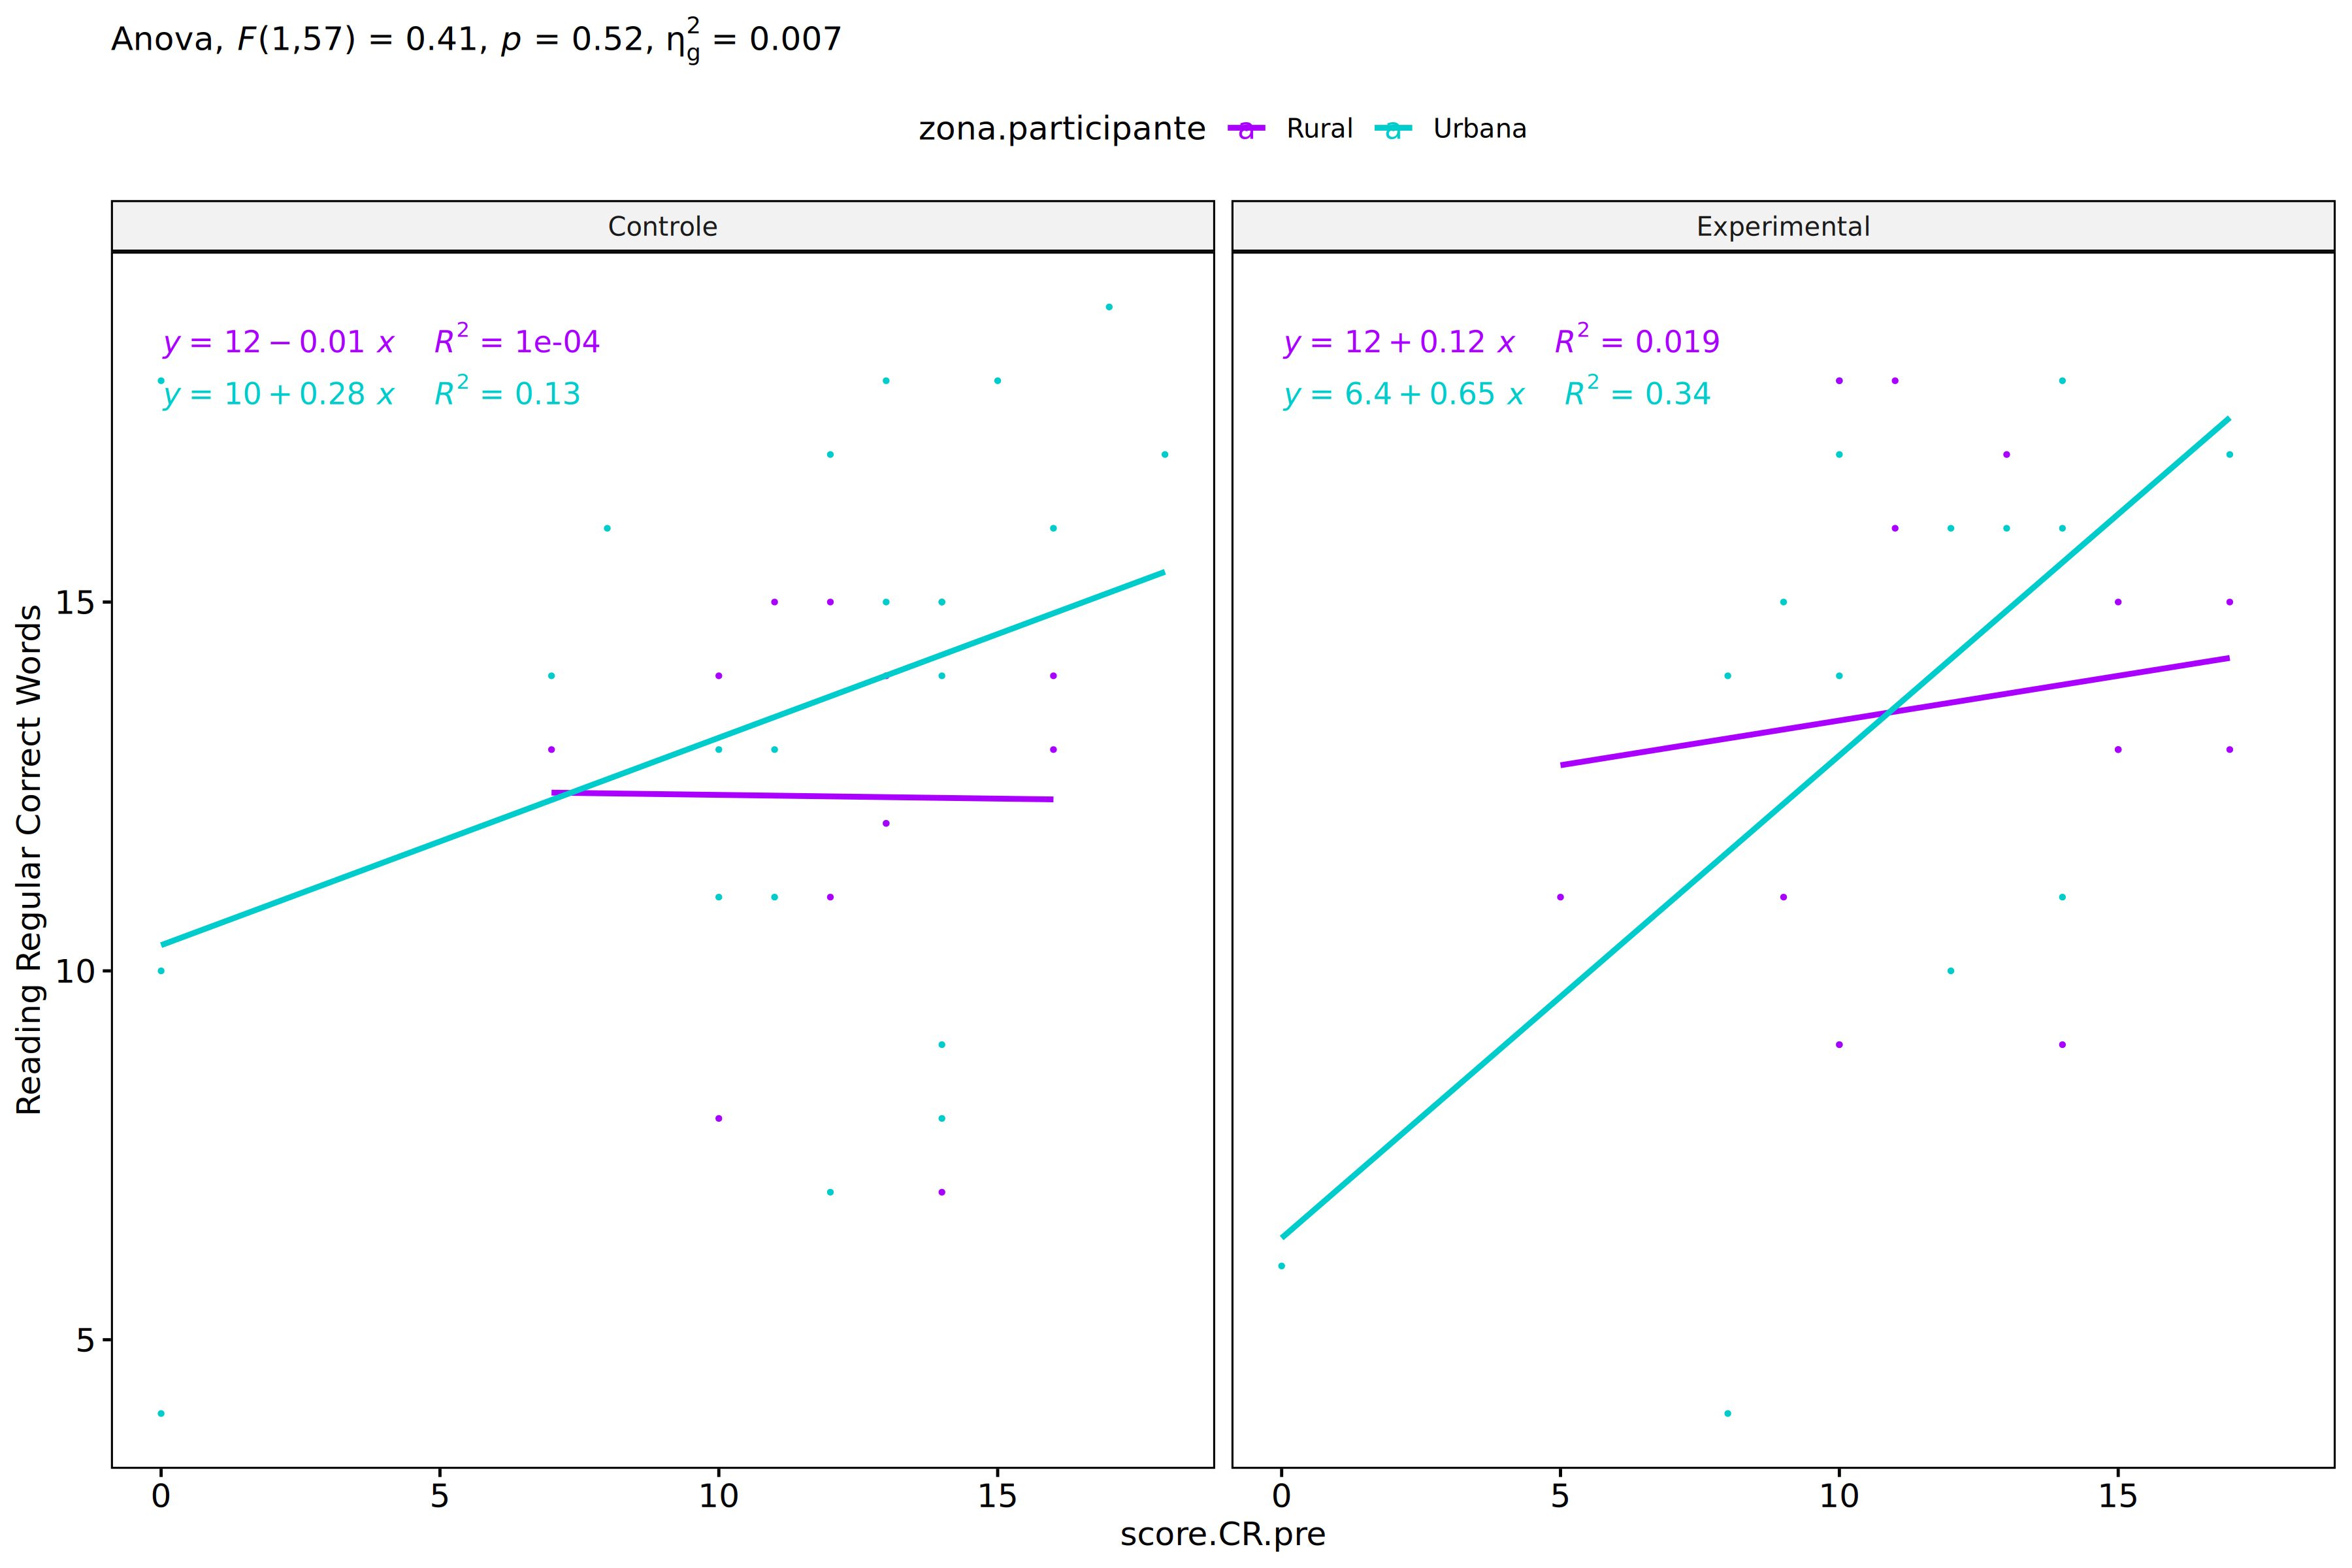 Anova, F(1,57) = 0.41, p = 0.52, η²g = 0.007
zona.participante a Rural a Urbana
Controle
Experimental
y = 12 − 0.01 x R² = 1e-04
y = 10 + 0.28 x R² = 0.13
y = 12 + 0.12 x R² = 0.019
y = 6.4 + 0.65 x R² = 0.34
Reading Regular Correct Words
15
10
5
0 5 10 15
0 5 10 15
score.CR.pre